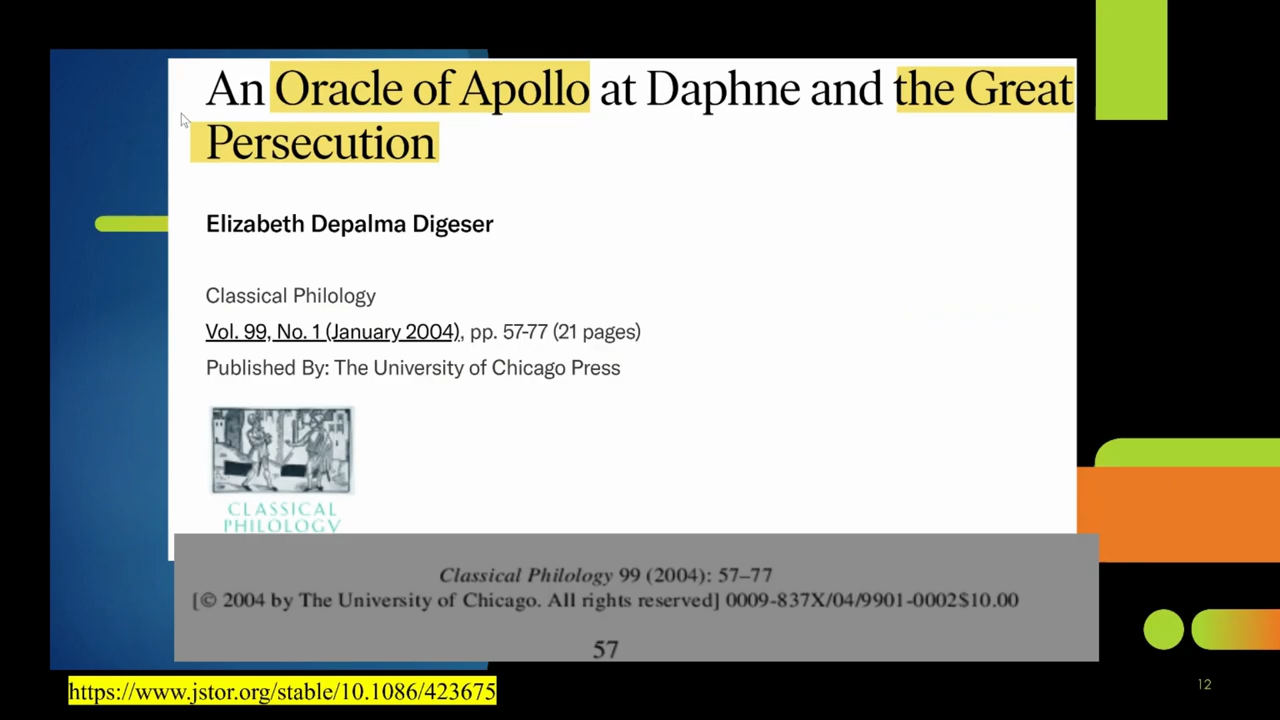 An Oracle of Apollo at Daphne and the Great
Persecution
Elizabeth Depalma Digeser
Classical Philology
Vol. 99, No. 1 (January 2004), pp. 57-77 (21 pages)
Published By: The University of Chicago Press
CLASSICAL
PHILOLOGY
Classical Philology 99 (2004): 57–77
[© 2004 by The University of Chicago. All rights reserved] 0009-837X/04/9901-0002$10.00
57
https://www.jstor.org/stable/10.1086/423675
12